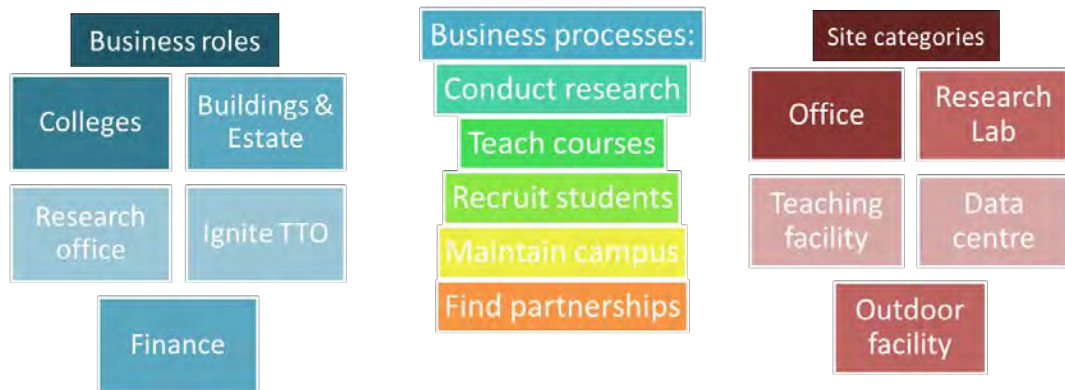 Business roles
Colleges
Buildings &
Estate
Research
office
Ignite TTO
Finance
Business processes:
Conduct research
Teach courses
Recruit students
Maintain campus
Find partnerships
Site categories
Office
Research
Lab
Teaching
facility
Data
centre
Outdoor
facility